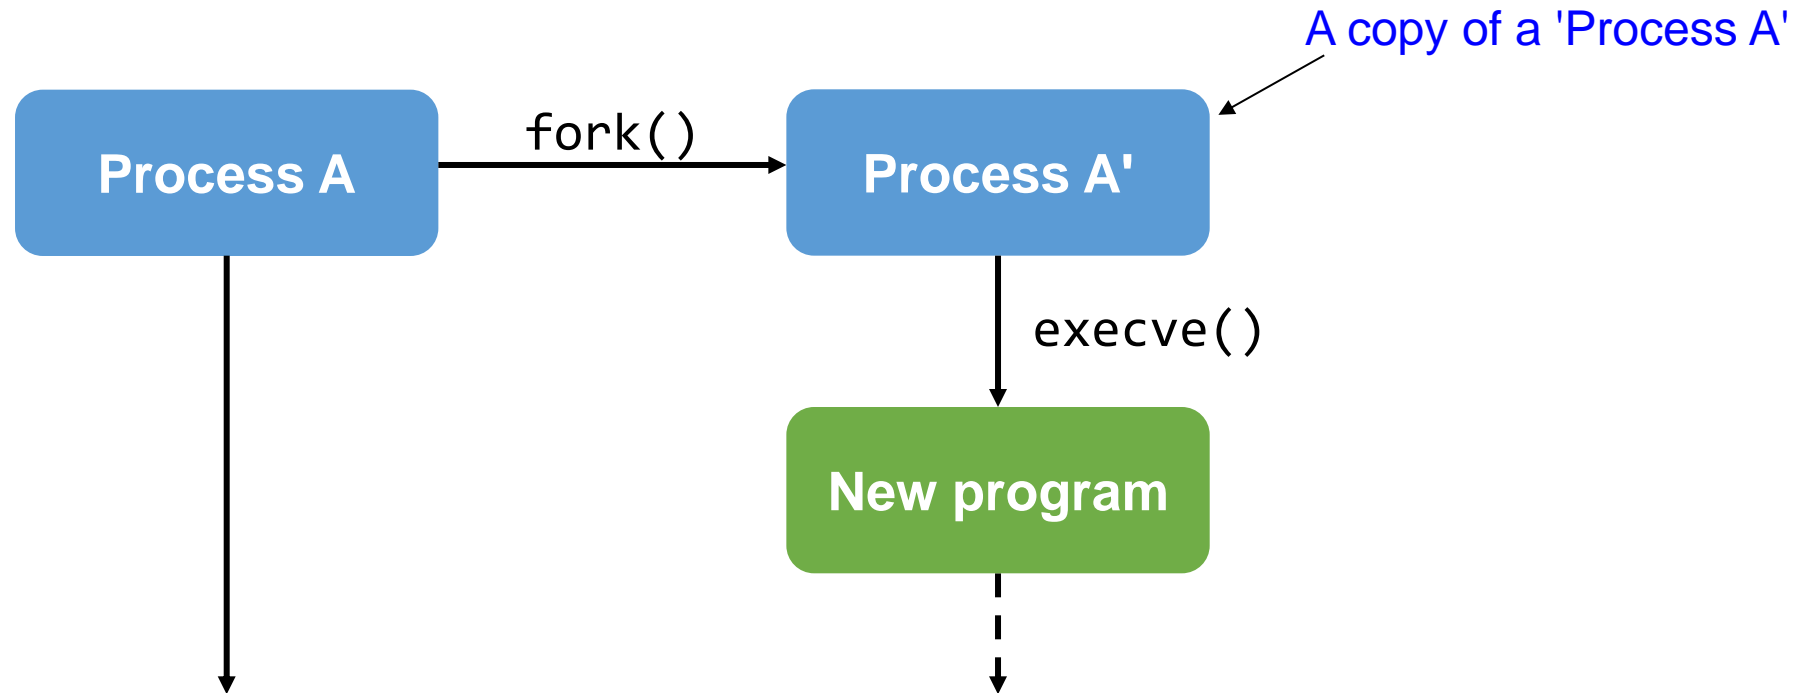 A copy of a 'Process A'
Process A
fork()
Process A'
execve()
New program